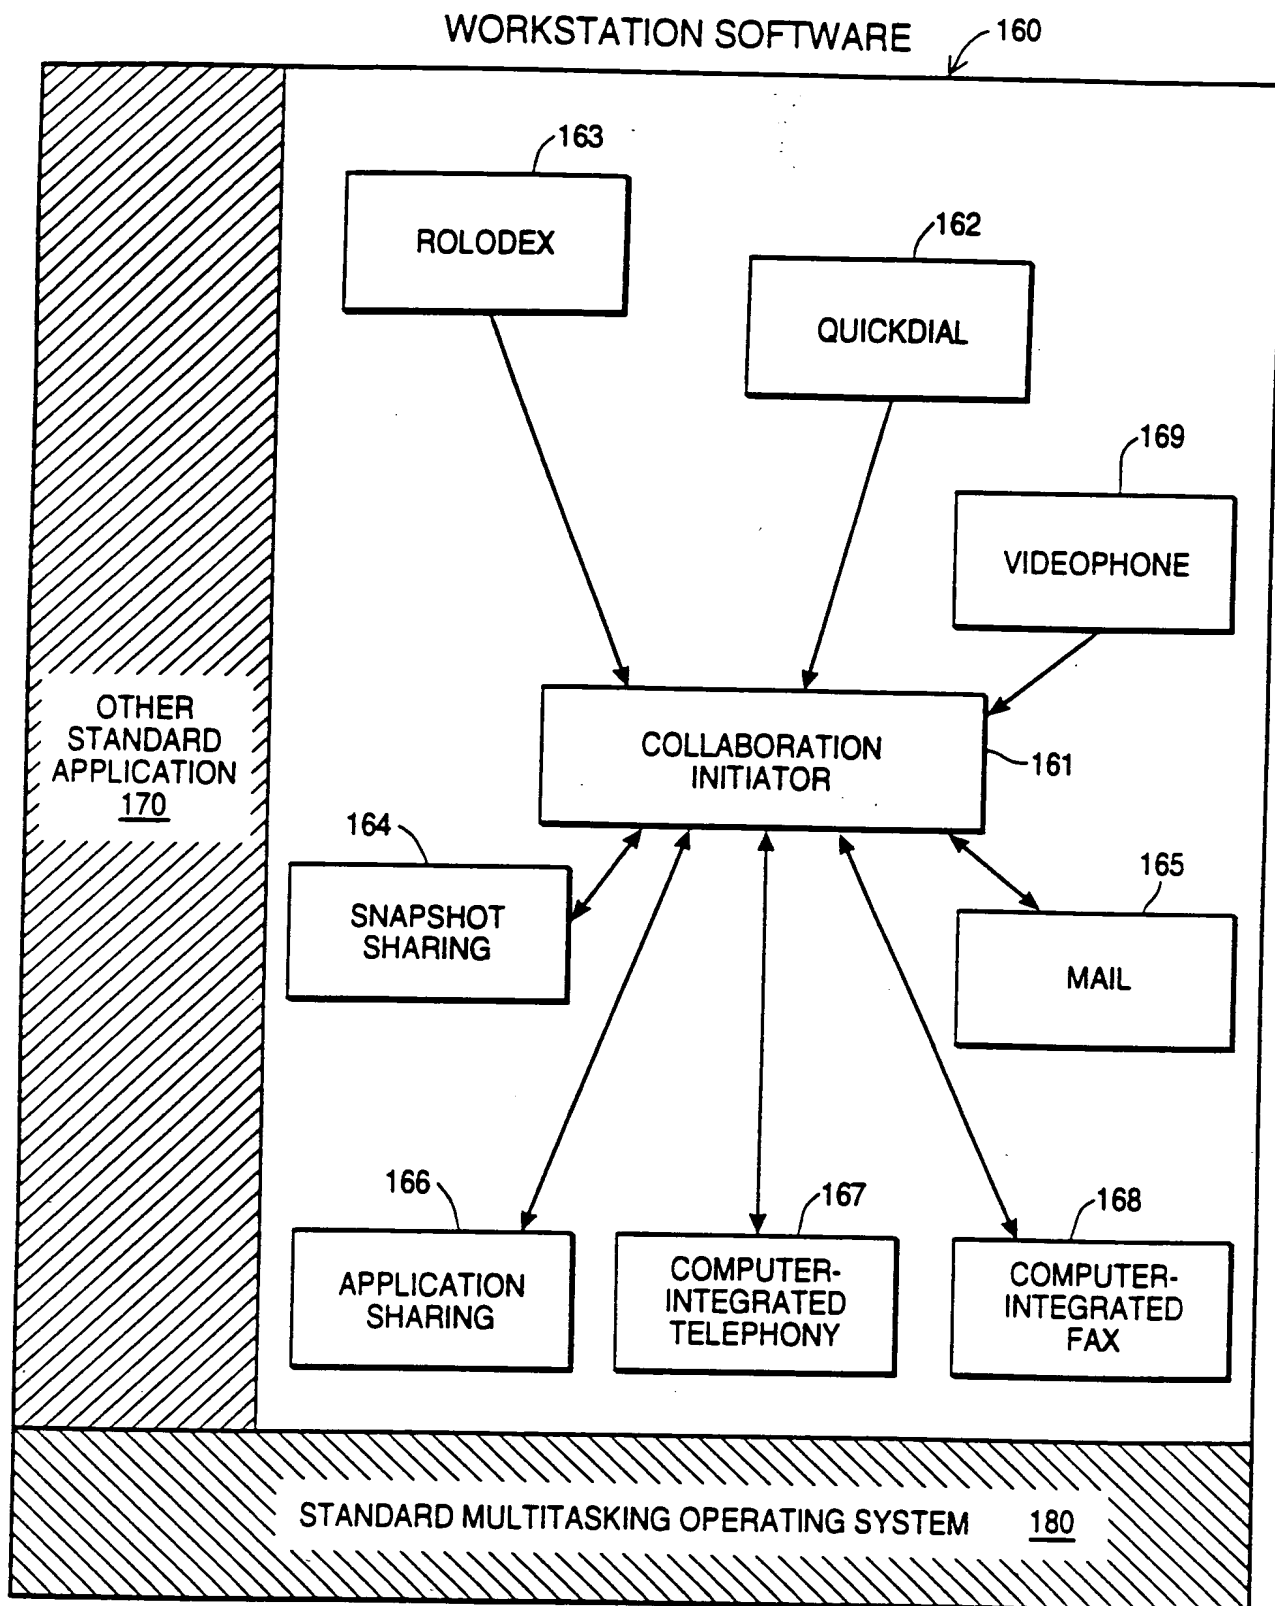 WORKSTATION SOFTWARE
160
163
ROLODEX
162
QUICKDIAL
169
VIDEOPHONE
OTHER
STANDARD
APPLICATION
170
COLLABORATION
INITIATOR
161
164
SNAPSHOT
SHARING
165
MAIL
166
APPLICATION
SHARING
167
COMPUTER-
INTEGRATED
TELEPHONY
168
COMPUTER-
INTEGRATED
FAX
STANDARD MULTITASKING OPERATING SYSTEM 180